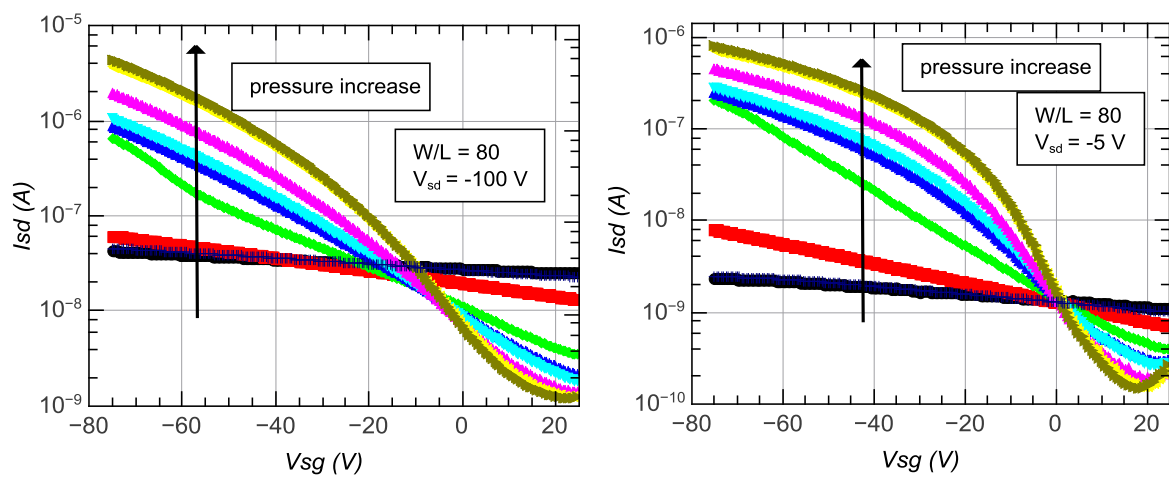 10⁻⁵
10⁻⁶
10⁻⁷
10⁻⁸
10⁻⁹
Isd (A)
pressure increase
W/L = 80
Vsd = -100 V
−80 −60 −40 −20 0 20
Vsg (V)
10⁻⁶
10⁻⁷
10⁻⁸
10⁻⁹
10⁻¹⁰
Isd (A)
pressure increase
W/L = 80
Vsd = -5 V
−80 −60 −40 −20 0 20
Vsg (V)